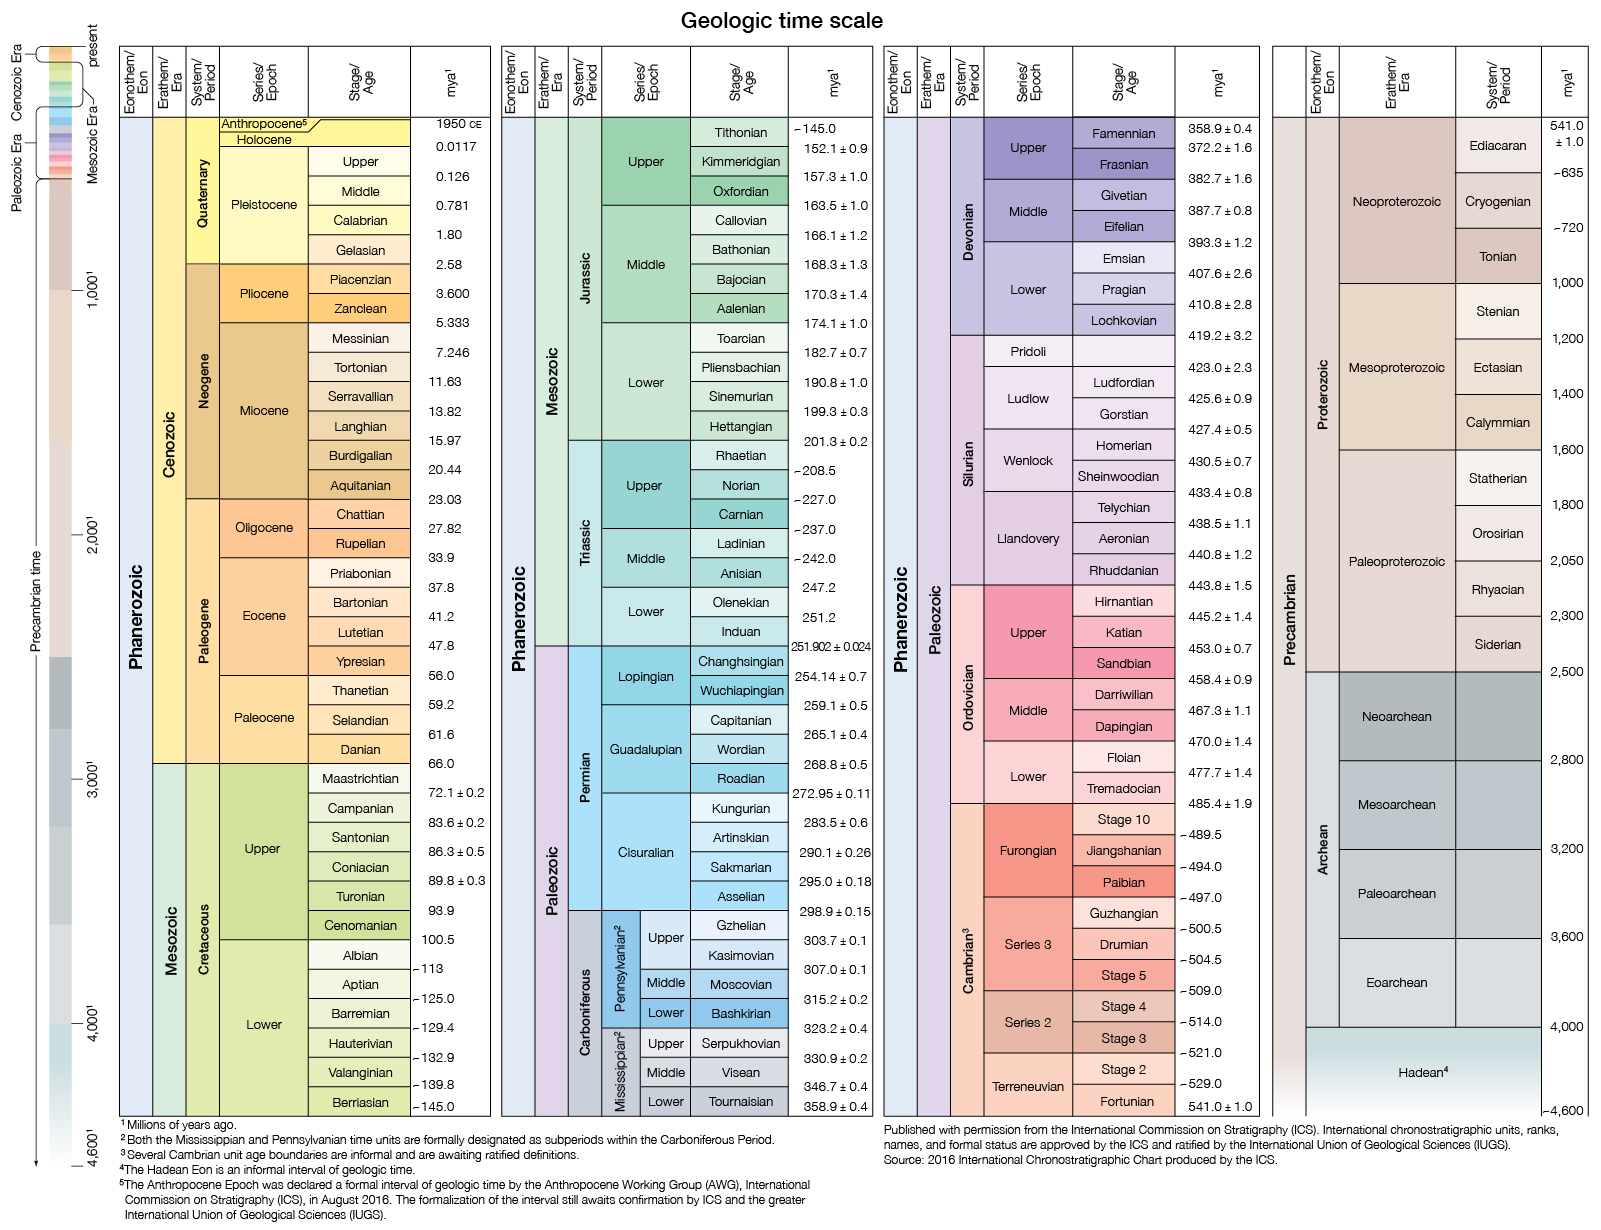 Geologic time scale
Cenozoic Era
Paleozoic Era
Mesozoic Era
present
Precambrian time
1,000¹
2,000¹
3,000¹
4,000¹
4,600¹
Eonothem/
Eon
Erathem/
Era
System/
Period
Series/
Epoch
Stage/
Age
mya¹
Phanerozoic
Cenozoic
Quaternary
Anthropocene⁵
1950 CE
Holocene
0.0117
Pleistocene
Upper
0.126
Middle
0.781
Calabrian
1.80
Gelasian
2.58
Neogene
Pliocene
Piacenzian
3.600
Zanclean
5.333
Miocene
Messinian
7.246
Tortonian
11.63
Serravallian
13.82
Langhian
15.97
Burdigalian
20.44
Aquitanian
23.03
Paleogene
Oligocene
Chattian
27.82
Rupelian
33.9
Eocene
Priabonian
37.8
Bartonian
41.2
Lutetian
47.8
Ypresian
56.0
Paleocene
Thanetian
59.2
Selandian
61.6
Danian
66.0
Mesozoic
Cretaceous
Upper
Maastrichtian
72.1 ± 0.2
Campanian
83.6 ± 0.2
Santonian
86.3 ± 0.5
Coniacian
89.8 ± 0.3
Turonian
93.9
Cenomanian
100.5
Lower
Albian
~113
Aptian
~125.0
Barremian
~129.4
Hauterivian
~132.9
Valanginian
~139.8
Berriasian
~145.0
Eonothem/
Eon
Erathem/
Era
System/
Period
Series/
Epoch
Stage/
Age
mya¹
Phanerozoic
Mesozoic
Jurassic
Upper
Tithonian
~145.0
152.1 ± 0.9
Kimmeridgian
157.3 ± 1.0
Oxfordian
163.5 ± 1.0
Middle
Callovian
166.1 ± 1.2
Bathonian
168.3 ± 1.3
Bajocian
170.3 ± 1.4
Aalenian
174.1 ± 1.0
Lower
Toarcian
182.7 ± 0.7
Pliensbachian
190.8 ± 1.0
Sinemurian
199.3 ± 0.3
Hettangian
201.3 ± 0.2
Triassic
Upper
Rhaetian
~208.5
Norian
~227.0
Carnian
~237.0
Middle
Ladinian
~242.0
Anisian
247.2
Lower
Olenekian
251.2
Induan
251.902 ± 0.024
Paleozoic
Permian
Lopingian
Changhsingian
254.14 ± 0.7
Wuchiapingian
259.1 ± 0.5
Guadalupian
Capitanian
265.1 ± 0.4
Wordian
268.8 ± 0.5
Roadian
272.95 ± 0.11
Cisuralian
Kungurian
283.5 ± 0.6
Artinskian
290.1 ± 0.26
Sakmarian
295.0 ± 0.18
Asselian
298.9 ± 0.15
Carboniferous
Pennsylvanian²
Upper
Gzhelian
303.7 ± 0.1
Kasimovian
307.0 ± 0.1
Middle
Moscovian
315.2 ± 0.2
Lower
Bashkirian
323.2 ± 0.4
Mississippian²
Upper
Serpukhovian
330.9 ± 0.2
Middle
Visean
346.7 ± 0.4
Lower
Tournaisian
358.9 ± 0.4
Eonothem/
Eon
Erathem/
Era
System/
Period
Series/
Epoch
Stage/
Age
mya¹
Phanerozoic
Paleozoic
Devonian
Upper
Famennian
358.9 ± 0.4
372.2 ± 1.6
Frasnian
382.7 ± 1.6
Middle
Givetian
387.7 ± 0.8
Eifelian
393.3 ± 1.2
Lower
Emsian
407.6 ± 2.6
Pragian
410.8 ± 2.8
Lochkovian
419.2 ± 3.2
Silurian
Pridoli
423.0 ± 2.3
Ludlow
Ludfordian
425.6 ± 0.9
Gorstian
427.4 ± 0.5
Wenlock
Homerian
430.5 ± 0.7
Sheinwoodian
433.4 ± 0.8
Llandovery
Telychian
438.5 ± 1.1
Aeronian
440.8 ± 1.2
Rhuddanian
443.8 ± 1.5
Ordovician
Upper
Hirnantian
445.2 ± 1.4
Katian
453.0 ± 0.7
Sandbian
458.4 ± 0.9
Middle
Darriwilian
467.3 ± 1.1
Dapingian
470.0 ± 1.4
Lower
Floian
477.7 ± 1.4
Tremadocian
485.4 ± 1.9
Cambrian³
Furongian
Stage 10
~489.5
Jiangshanian
~494.0
Paibian
~497.0
Series 3
Guzhangian
~500.5
Drumian
~504.5
Stage 5
~509.0
Series 2
Stage 4
~514.0
Stage 3
~521.0
Terreneuvian
Stage 2
~529.0
Fortunian
541.0 ± 1.0
Eonothem/
Eon
Erathem/
Era
System/
Period
mya¹
Precambrian
Proterozoic
Neoproterozoic
541.0
± 1.0
Ediacaran
~635
Cryogenian
~720
Tonian
1,000
Mesoproterozoic
Stenian
1,200
Ectasian
1,400
Calymmian
1,600
Paleoproterozoic
Statherian
1,800
Orosirian
2,050
Rhyacian
2,300
Siderian
2,500
Archean
Neoarchean
2,800
Mesoarchean
3,200
Paleoarchean
3,600
Eoarchean
4,000
Hadean⁴
~4,600
¹Millions of years ago.
²Both the Mississippian and Pennsylvanian time units are formally designated as subperiods within the Carboniferous Period.
³Several Cambrian unit age boundaries are informal and are awaiting ratified definitions.
⁴The Hadean Eon is an informal interval of geologic time.
⁵The Anthropocene Epoch was declared a formal interval of geologic time by the Anthropocene Working Group (AWG), International
Commission on Stratigraphy (ICS), in August 2016. The formalization of the interval still awaits confirmation by ICS and the greater
International Union of Geological Sciences (IUGS).
Published with permission from the International Commission on Stratigraphy (ICS). International chronostratigraphic units, ranks,
names, and formal status are approved by the ICS and ratified by the International Union of Geological Sciences (IUGS).
Source: 2016 International Chronostratigraphic Chart produced by the ICS.